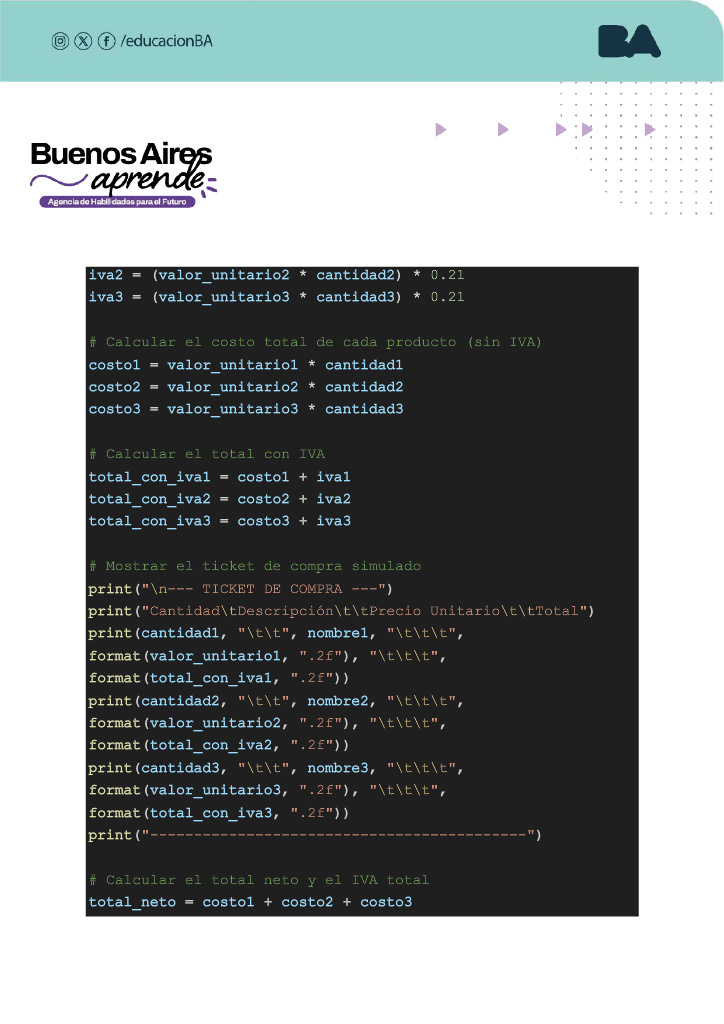 /educacionBA
BA
Buenos Aires
aprende
Agencia de Habilidades para el Futuro
iva2 = (valor_unitario2 * cantidad2) * 0.21
iva3 = (valor_unitario3 * cantidad3) * 0.21
# Calcular el costo total de cada producto (sin IVA)
costo1 = valor_unitario1 * cantidad1
costo2 = valor_unitario2 * cantidad2
costo3 = valor_unitario3 * cantidad3
# Calcular el total con IVA
total_con_iva1 = costo1 + iva1
total_con_iva2 = costo2 + iva2
total_con_iva3 = costo3 + iva3
# Mostrar el ticket de compra simulado
print("\n--- TICKET DE COMPRA ---")
print("Cantidad\tDescripción\t\tPrecio Unitario\t\tTotal")
print(cantidad1, "\t\t", nombre1, "\t\t\t",
format(valor_unitario1, ".2f"), "\t\t\t",
format(total_con_iva1, ".2f"))
print(cantidad2, "\t\t", nombre2, "\t\t\t",
format(valor_unitario2, ".2f"), "\t\t\t",
format(total_con_iva2, ".2f"))
print(cantidad3, "\t\t", nombre3, "\t\t\t",
format(valor_unitario3, ".2f"), "\t\t\t",
format(total_con_iva3, ".2f"))
print("-------------------------------------------")
# Calcular el total neto y el IVA total
total_neto = costo1 + costo2 + costo3